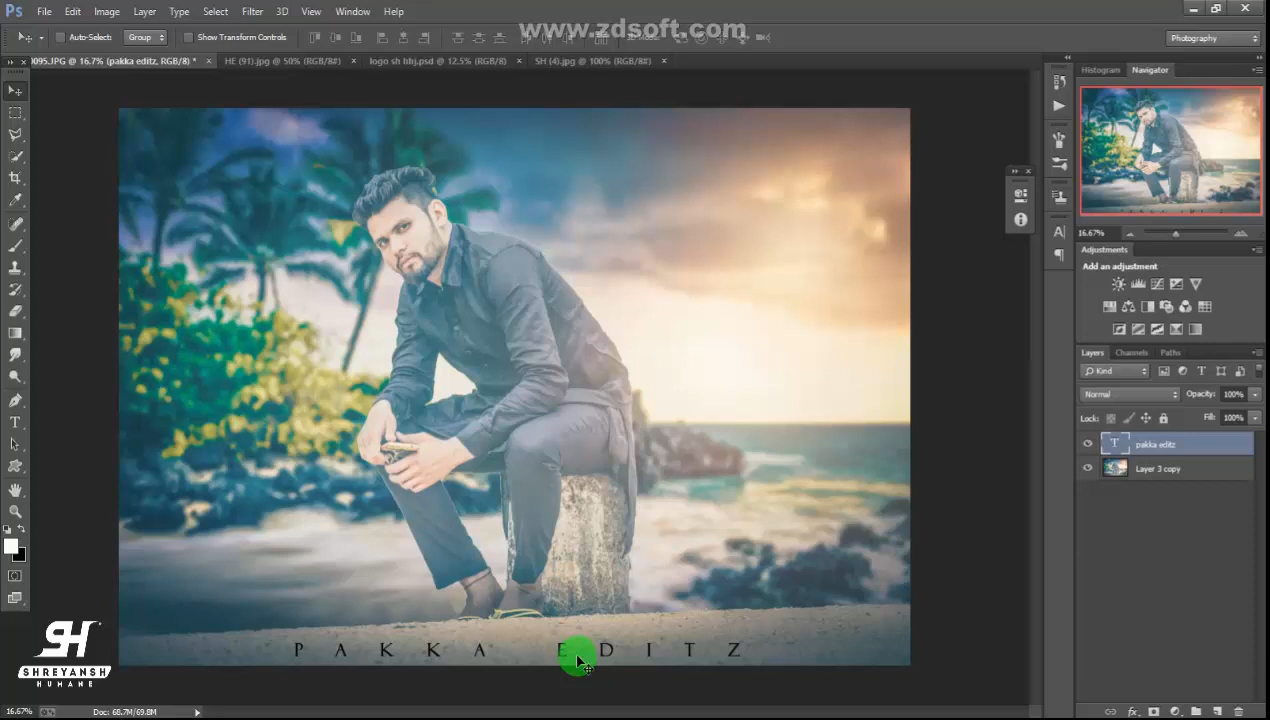 Ps File Edit Image Layer Type Select Filter 3D View Window Help
www.zdsoft.com
Auto-Select: Group Show Transform Controls
Photography
0095.JPG @ 16.7% (pakka editz, RGB/8) * × HE (91).jpg @ 50% (RGB/8#) × logo sh hhj.psd @ 12.5% (RGB/8) × SH (4).jpg @ 100% (RGB/8#) ×
Histogram Navigator
16.67%
Adjustments
Add an adjustment
Layers Channels Paths
Kind
Normal Opacity: 100%
Lock: Fill: 100%
T pakka editz
Layer 3 copy
PAKKA EDITZ
SH
SHREYANSH
HUMANE
16.67% Doc: 68.7M/69.8M